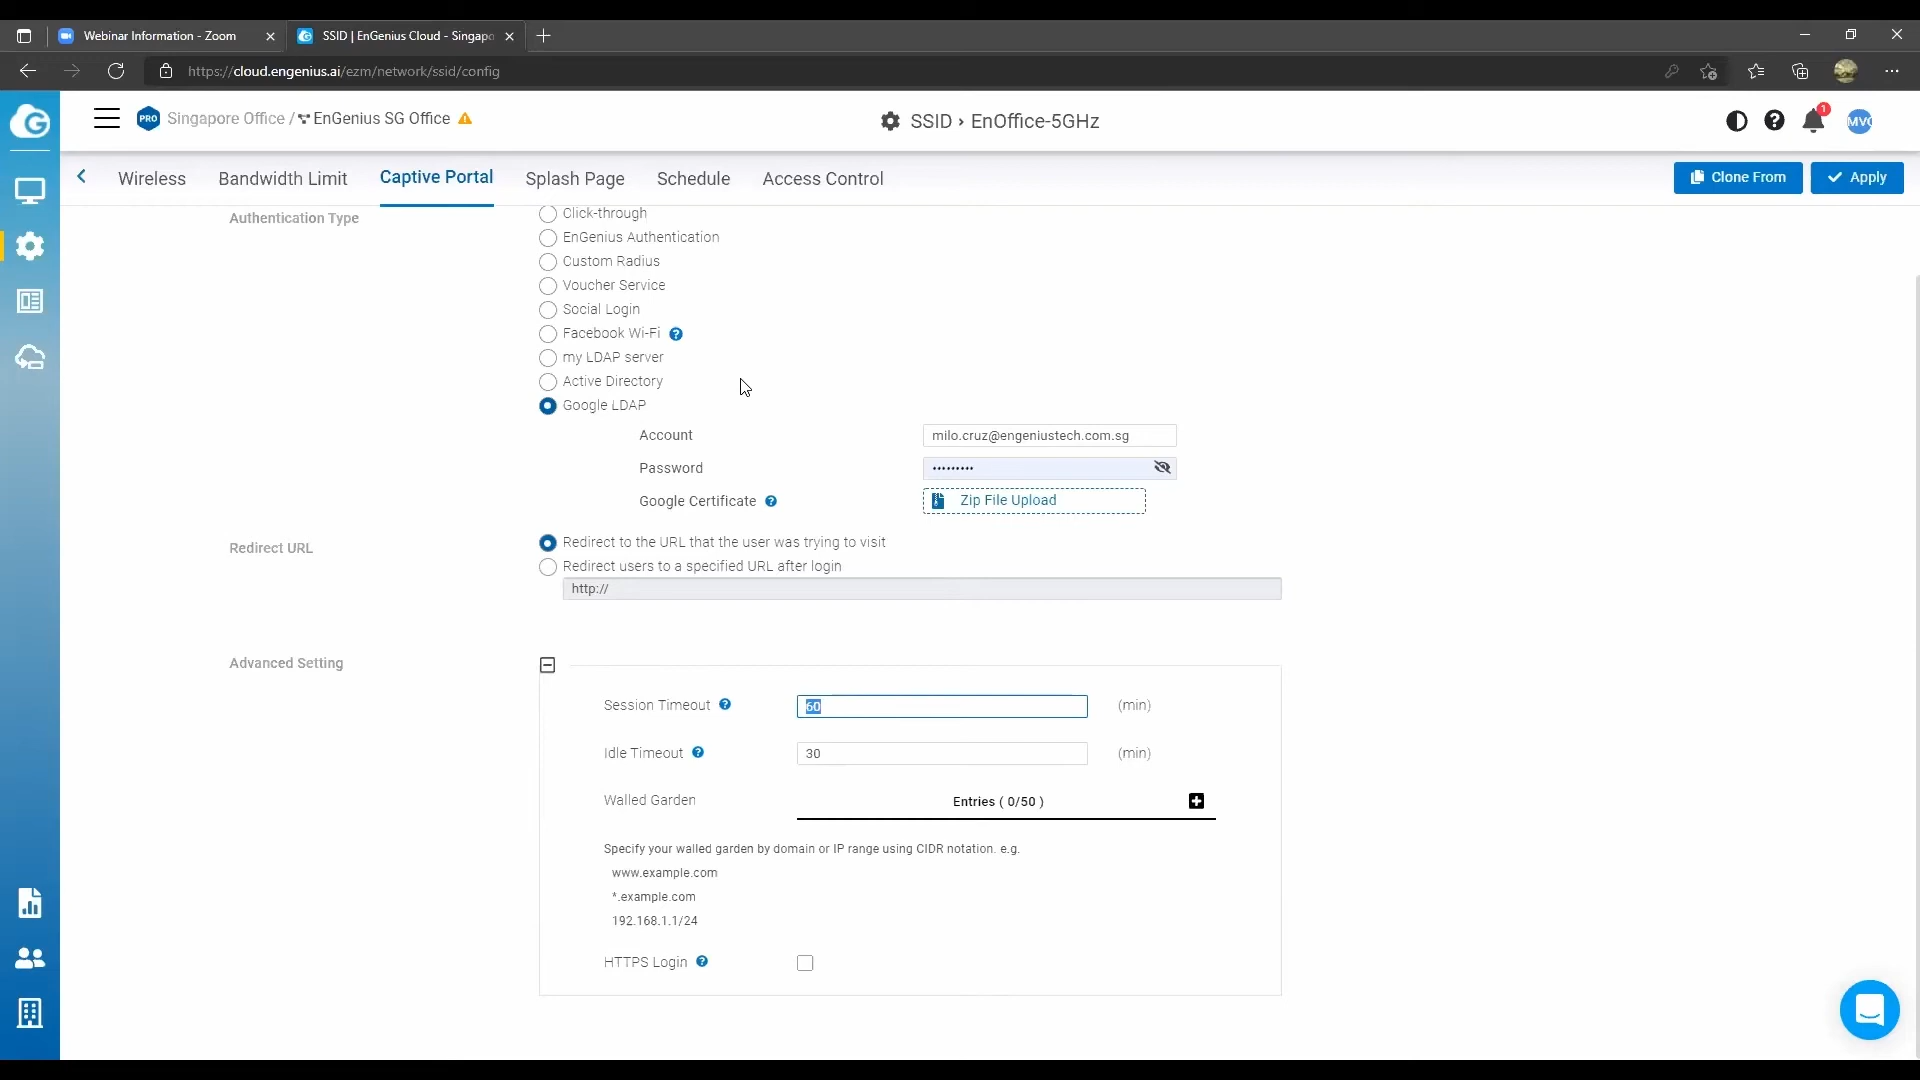 Webinar Information - Zoom
SSID | EnGenius Cloud - Singapo
https://cloud.engenius.ai/ezm/network/ssid/config
PRO Singapore Office / EnGenius SG Office
SSID › EnOffice-5GHz
1
MVC
Wireless
Bandwidth Limit
Captive Portal
Splash Page
Schedule
Access Control
Clone From
Apply
Authentication Type
Click-through
EnGenius Authentication
Custom Radius
Voucher Service
Social Login
Facebook Wi-Fi
my LDAP server
Active Directory
Google LDAP
Account
milo.cruz@engeniustech.com.sg
Password
•••••••••
Google Certificate
Zip File Upload
Redirect URL
Redirect to the URL that the user was trying to visit
Redirect users to a specified URL after login
http://
Advanced Setting
Session Timeout
60
(min)
Idle Timeout
30
(min)
Walled Garden
Entries ( 0/50 )
Specify your walled garden by domain or IP range using CIDR notation. e.g.
www.example.com
*.example.com
192.168.1.1/24
HTTPS Login